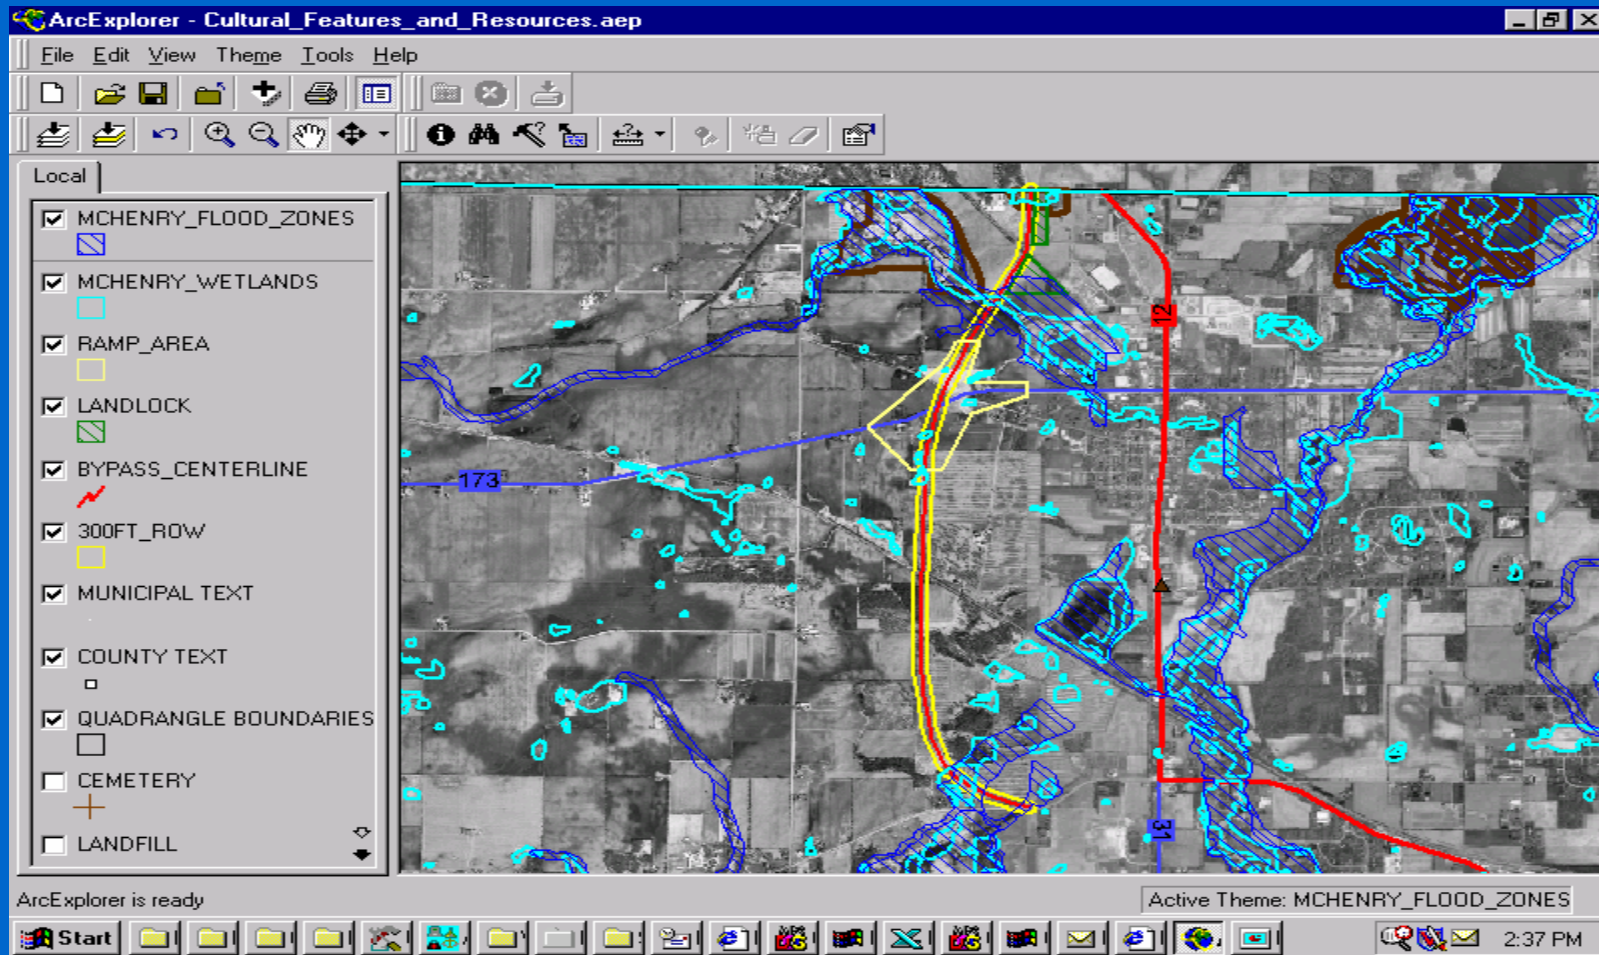 ArcExplorer - Cultural_Features_and_Resources.aep
File Edit View Theme Tools Help
Local
MCHENRY_FLOOD_ZONES
MCHENRY_WETLANDS
RAMP_AREA
LANDLOCK
BYPASS_CENTERLINE
300FT_ROW
MUNICIPAL TEXT
COUNTY TEXT
QUADRANGLE BOUNDARIES
CEMETERY
LANDFILL
12
173
31
ArcExplorer is ready
Active Theme: MCHENRY_FLOOD_ZONES
Start
2:37 PM